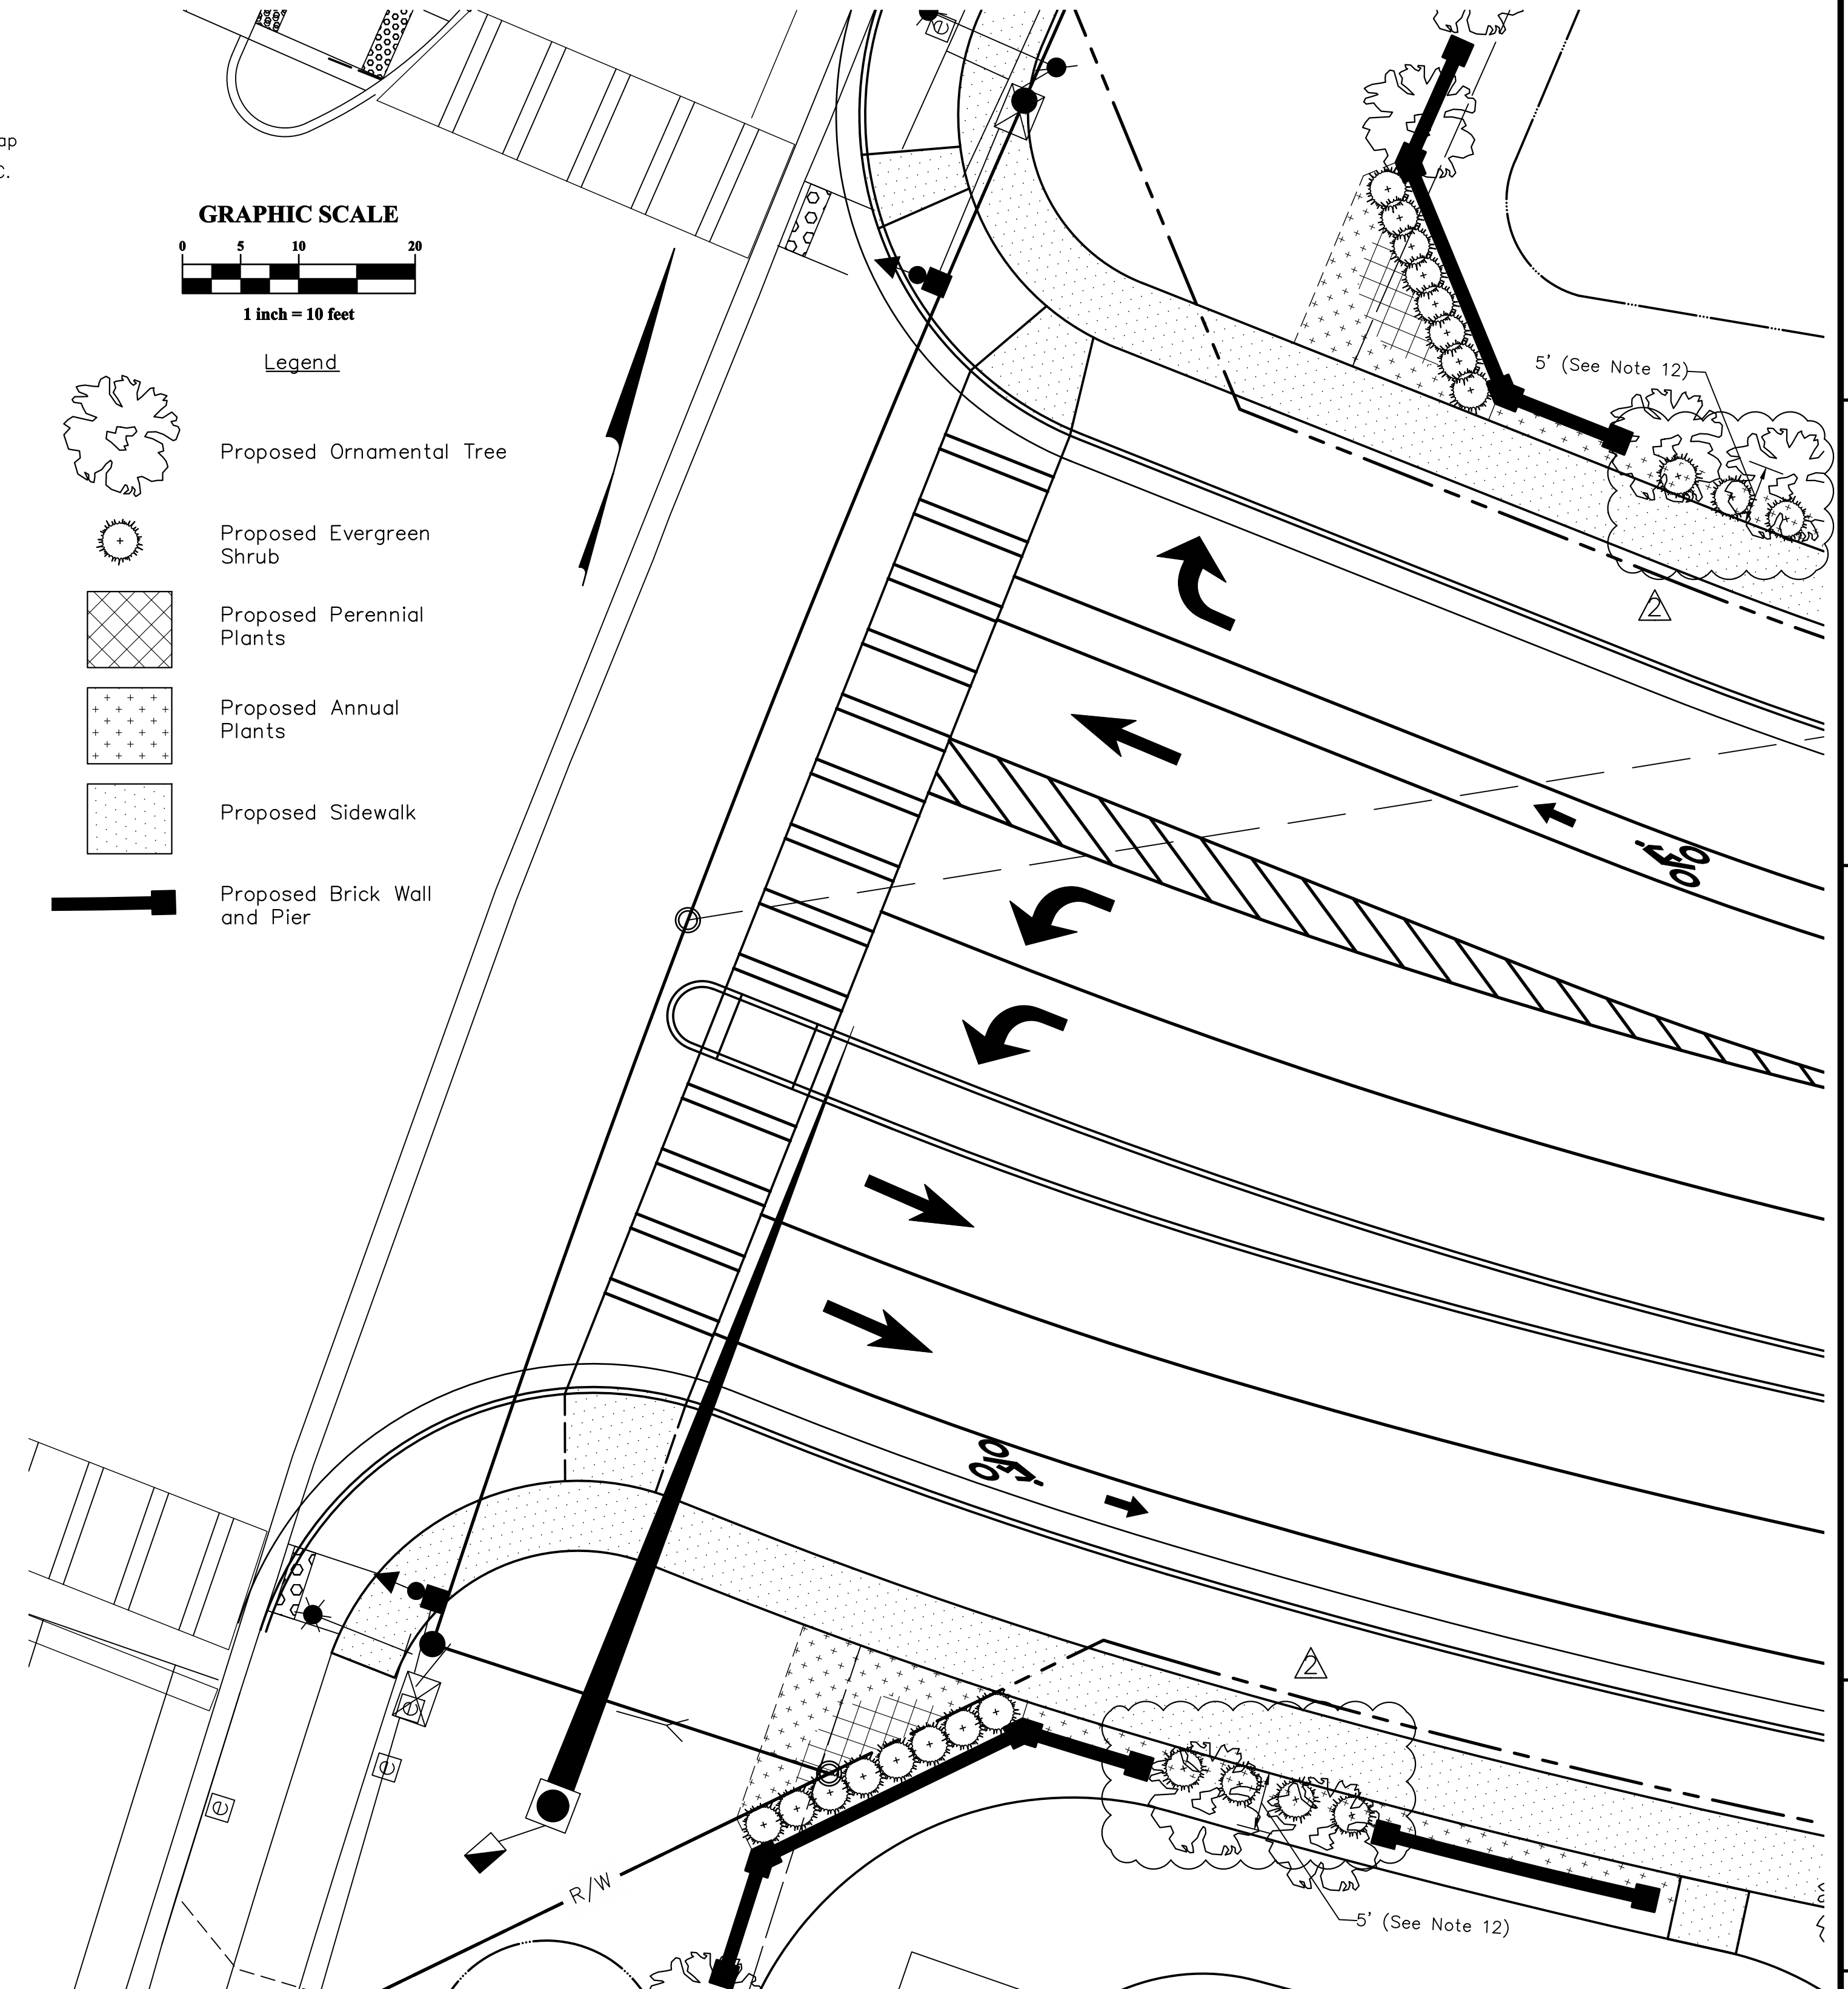 ap
C.
GRAPHIC SCALE
0 5 10 20
1 inch = 10 feet
Legend
Proposed Ornamental Tree
Proposed Evergreen
Shrub
Proposed Perennial
Plants
Proposed Annual
Plants
Proposed Sidewalk
Proposed Brick Wall
and Pier
e
5' (See Note 12)
2
2
e
e
e
R/W
5' (See Note 12)